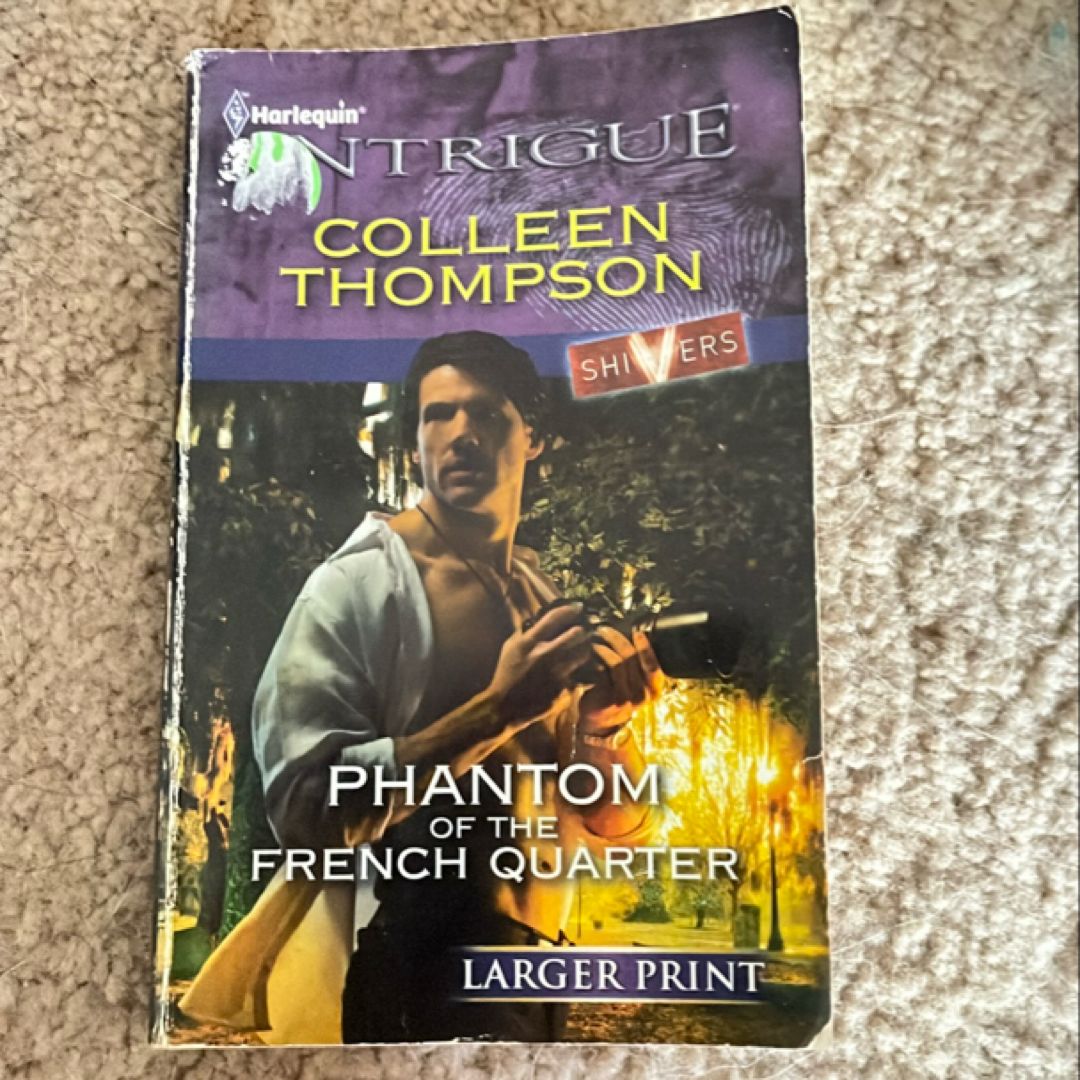 Harlequin®
INTRIGUE®
COLLEEN
THOMPSON
SHIVERS
PHANTOM
OF THE
FRENCH QUARTER
LARGER PRINT